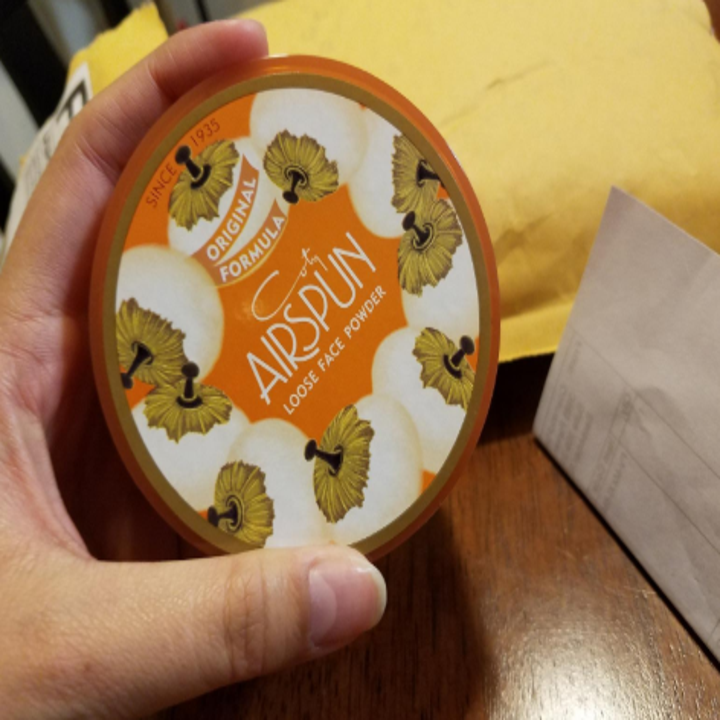 SINCE 1935
ORIGINAL
FORMULA
Coty
AIRSPUN
LOOSE FACE POWDER